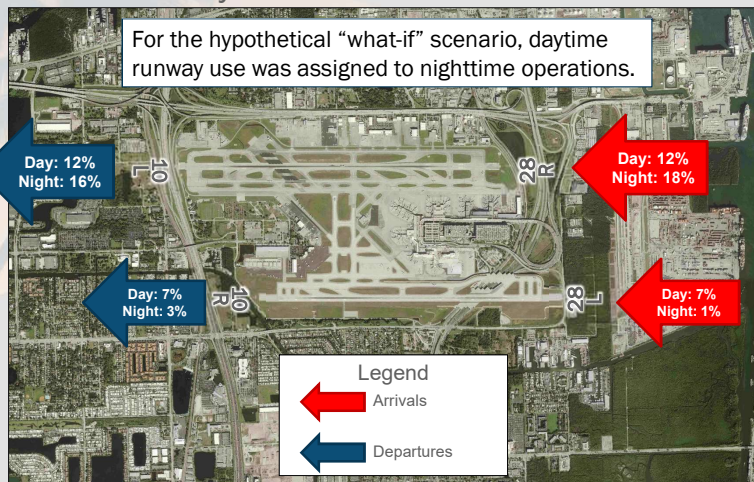 For the hypothetical “what-if” scenario, daytime
runway use was assigned to nighttime operations.
Day: 12%
Night: 16%
10
L
28
R
Day: 12%
Night: 18%
Day: 7%
Night: 3%
10
R
28
L
Day: 7%
Night: 1%
Legend
Arrivals
Departures